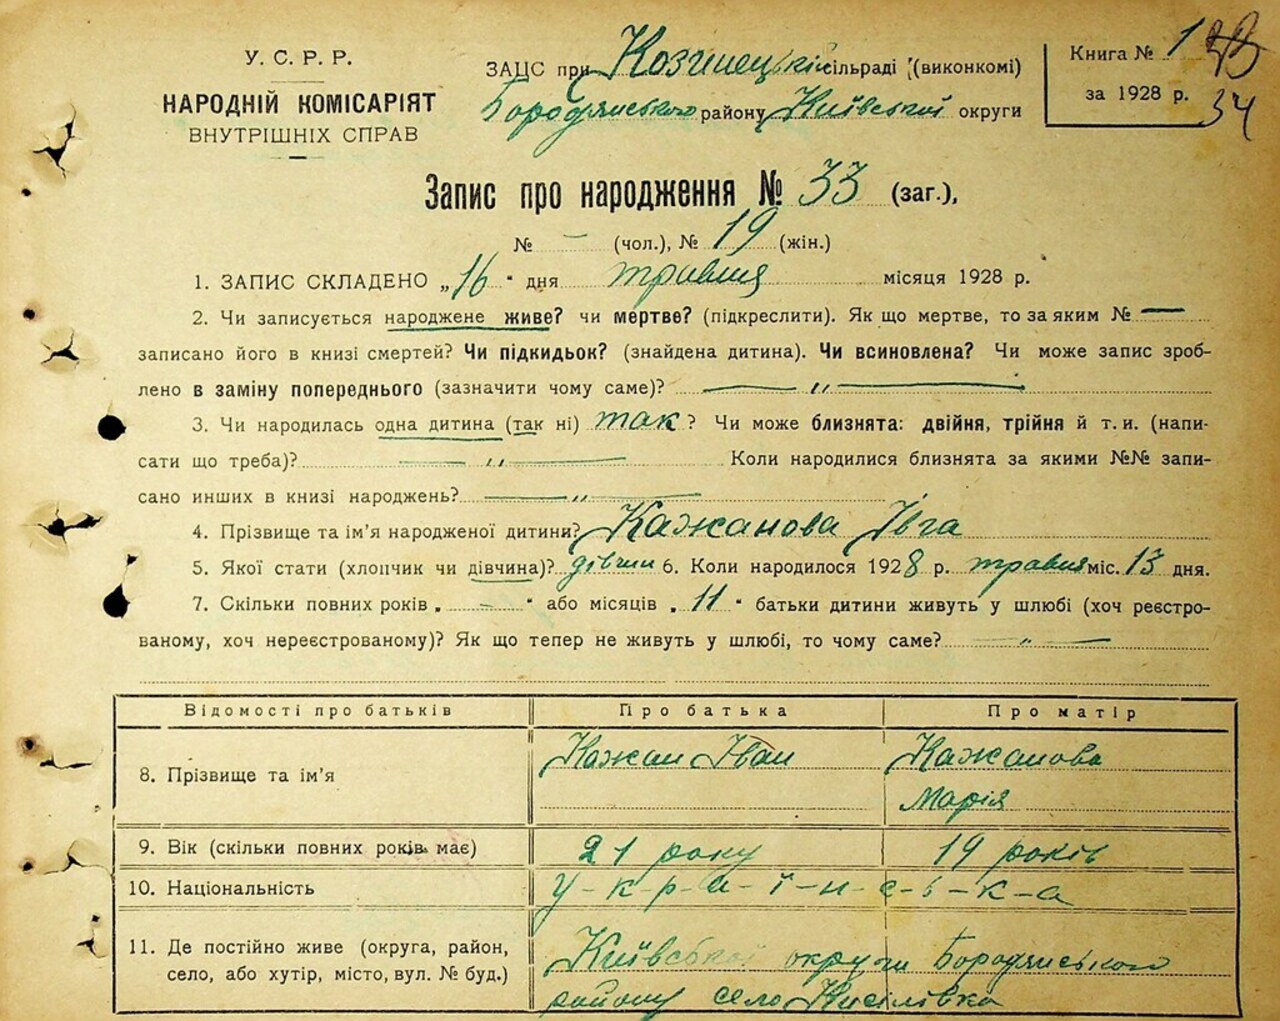 У. С. Р. Р.
НАРОДНІЙ КОМІСАРІЯТ
ВНУТРІШНІХ СПРАВ
ЗАЦС при Козинецькій сільраді (виконкомі)
Бородянського району Київської округи
Книга № 1
за 1928 р.
34
Запис про народження № 33 (заг.),
№ – (чол.), № 19 (жін.)
1. ЗАПИС СКЛАДЕНО „16“ дня травня місяця 1928 р.
2. Чи записується народжене живе? чи мертве? (підкреслити). Як що мертве, то за яким № —
записано його в книзі смертей? Чи підкидьок? (знайдена дитина). Чи всиновлена? Чи може запис зроб-
лено в заміну попереднього (зазначити чому саме)? — „ —
3. Чи народилась одна дитина (так ні) так ? Чи може близнята: двійня, трійня й т. и. (напи-
сати що треба)? — „ — Коли народилися близнята за якими №№ запи-
сано инших в книзі народжень? — „ —
4. Прізвище та ім'я народженої дитини? Кажанова Івга
5. Якої стати (хлопчик чи дівчина)? дівчин 6. Коли народилося 1928 р. травня міс. 13 дня.
7. Скільки повних років „ – “ або місяців „ 11 “ батьки дитини живуть у шлюбі (хоч реєстро-
ваному, хоч нереєстрованому)? Як що тепер не живуть у шлюбі, то чому саме? — „ —
Відомості про батьків Про батька Про матір
8. Прізвище та ім'я Кажан Іван Кажанова
Марія
9. Вік (скільки повних років має) 21 року 19 років
10. Національність у-к-р-а-ї-н-с-ь-к-а
11. Де постійно живе (округа, район,
село, або хутір, місто, вул. № буд.)
Київської округи Бородянського
району село Кисілівка